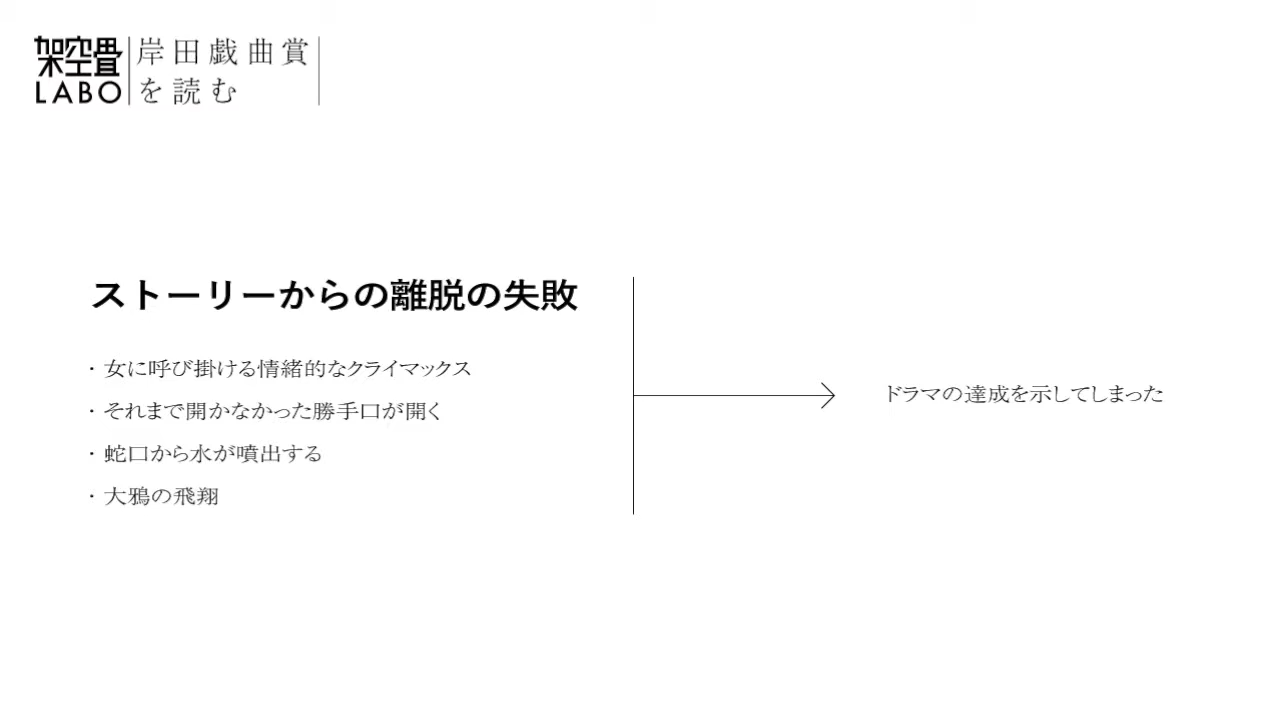 架空畳
LABO
岸田戯曲賞
を読む
ストーリーからの離脱の失敗
・女に呼び掛ける情緒的なクライマックス
・それまで開かなかった勝手口が開く
・蛇口から水が噴出する
・大鴉の飛翔
ドラマの達成を示してしまった